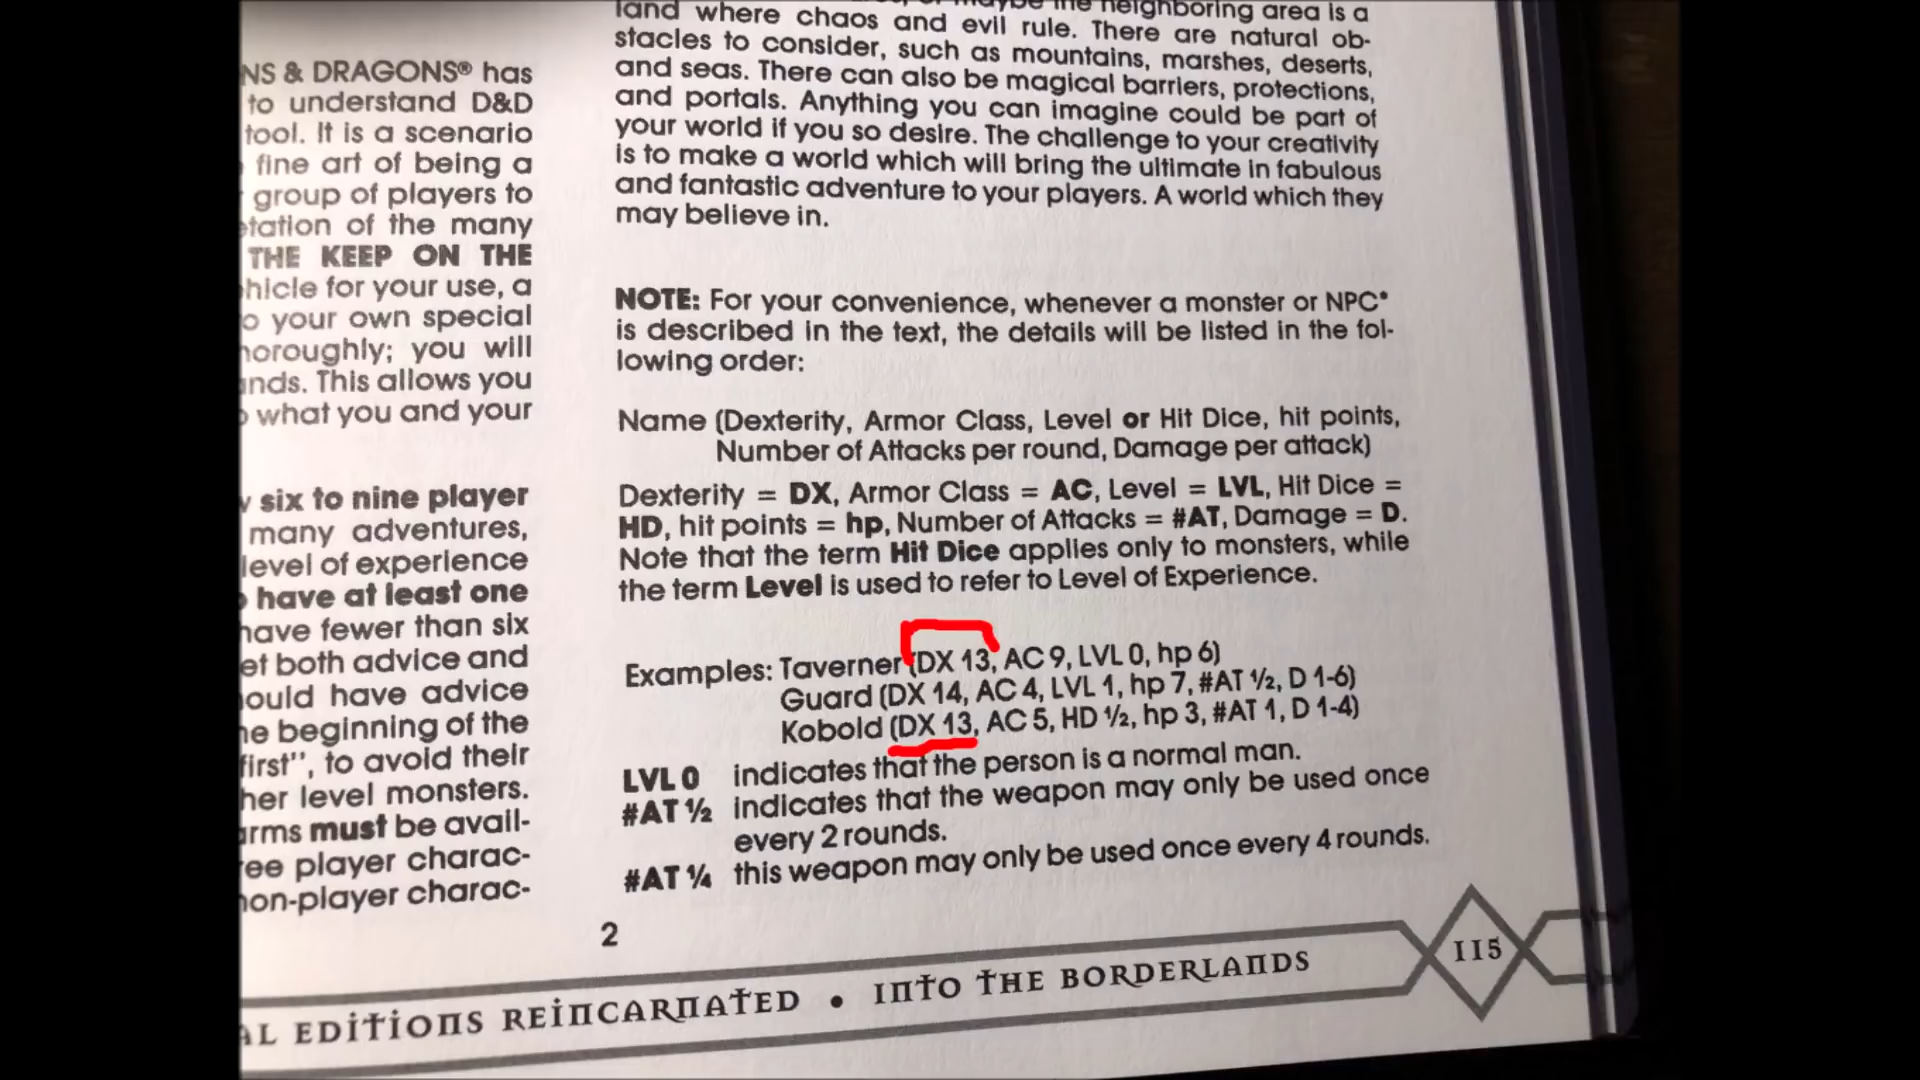 NS & DRAGONS® has
to understand D&D
tool. It is a scenario
fine art of being a
group of players to
tation of the many
THE KEEP ON THE
hicle for your use, a
o your own special
oroughly; you will
nds. This allows you
what you and your
six to nine player
many adventures,
level of experience
have at least one
have fewer than six
et both advice and
ould have advice
he beginning of the
first", to avoid their
her level monsters.
arms must be avail-
ee player charac-
non-player charac-
maybe the neighboring area is a
land where chaos and evil rule. There are natural ob-
stacles to consider, such as mountains, marshes, deserts,
and seas. There can also be magical barriers, protections,
and portals. Anything you can imagine could be part of
your world if you so desire. The challenge to your creativity
is to make a world which will bring the ultimate in fabulous
and fantastic adventure to your players. A world which they
may believe in.
NOTE: For your convenience, whenever a monster or NPC*
is described in the text, the details will be listed in the fol-
lowing order:
Name (Dexterity, Armor Class, Level or Hit Dice, hit points,
Number of Attacks per round, Damage per attack)
Dexterity = DX, Armor Class = AC, Level = LVL, Hit Dice =
HD, hit points = hp, Number of Attacks = #AT, Damage = D.
Note that the term Hit Dice applies only to monsters, while
the term Level is used to refer to Level of Experience.
Examples: Taverner (DX 13, AC 9, LVL 0, hp 6)
Guard (DX 14, AC 4, LVL 1, hp 7, #AT ½, D 1-6)
Kobold (DX 13, AC 5, HD ½, hp 3, #AT 1, D 1-4)
LVL 0 indicates that the person is a normal man.
#AT ½ indicates that the weapon may only be used once
every 2 rounds.
#AT ¼ this weapon may only be used once every 4 rounds.
2
AL EDITIONS REINCARNATED • INTO THE BORDERLANDS
115